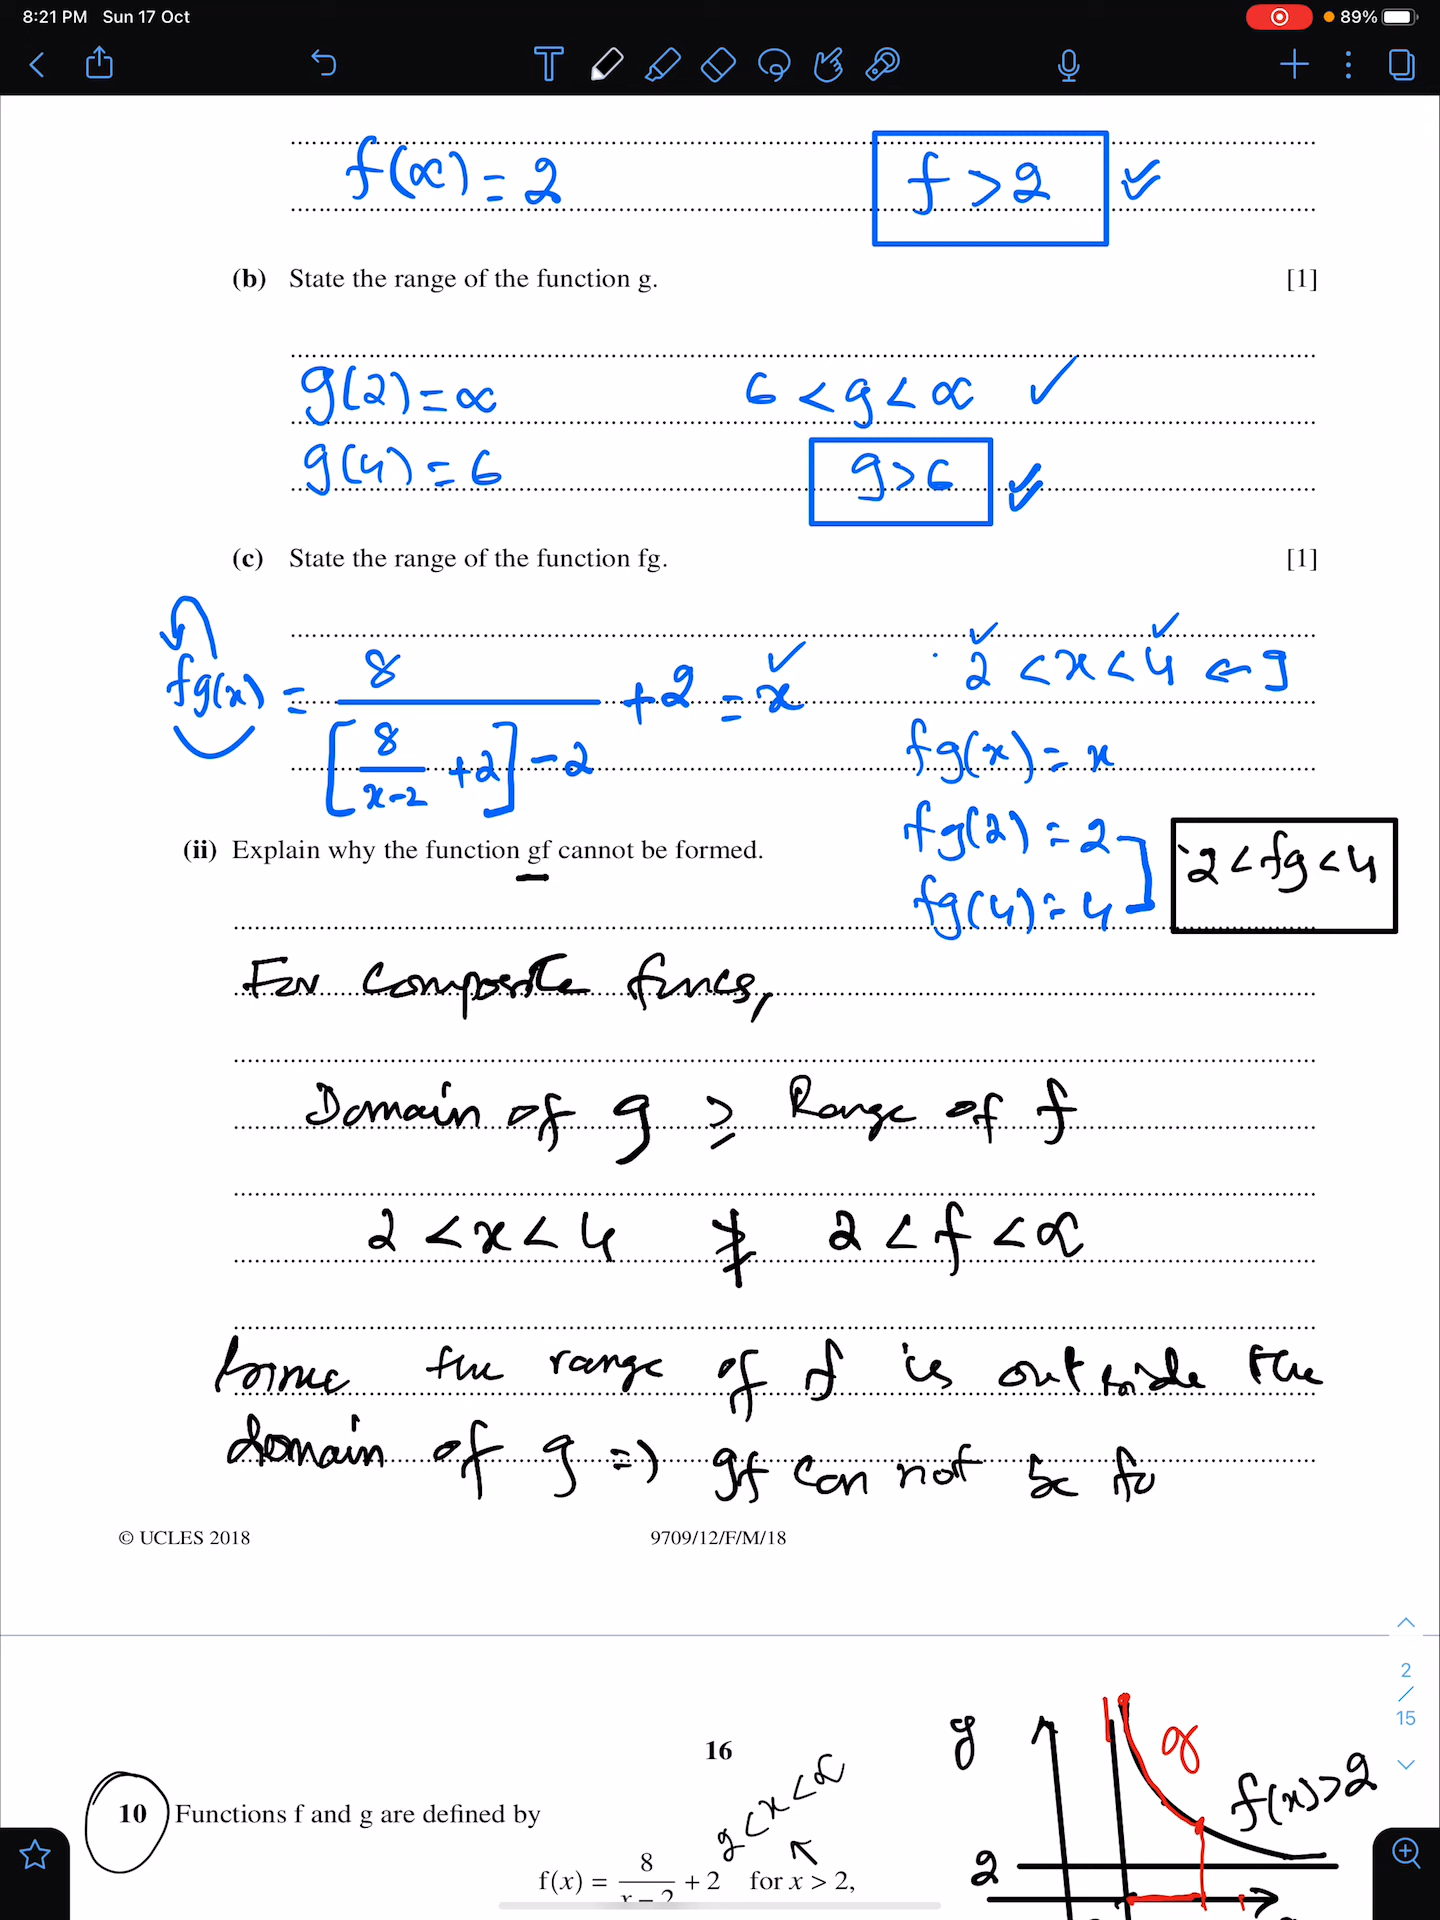 8:21 PM Sun 17 Oct 89%
f(∞) = 2 f > 2
(b) State the range of the function g. [1]
g(2) = ∞ 6 < g < ∞
g(4) = 6 g > 6
(c) State the range of the function fg. [1]
fg(x) = 8 / ([8/(x-2) + 2] - 2) + 2 = x 2 < x < 4 ← g
fg(x) = x
fg(2) = 2
fg(4) = 4
2 < fg < 4
(ii) Explain why the function gf cannot be formed.
For composite funcs,
Domain of g ≥ Range of f
2 < x < 4 ≱ 2 < f < ∞
Since the range of f is outside the
domain of g ⇒ gf can not be fo
© UCLES 2018 9709/12/F/M/18
2
/
15
16
10 Functions f and g are defined by
2 < x < ∞
f(x) = 8/(x − 2) + 2 for x > 2,
y
g
f(x) > 2
2